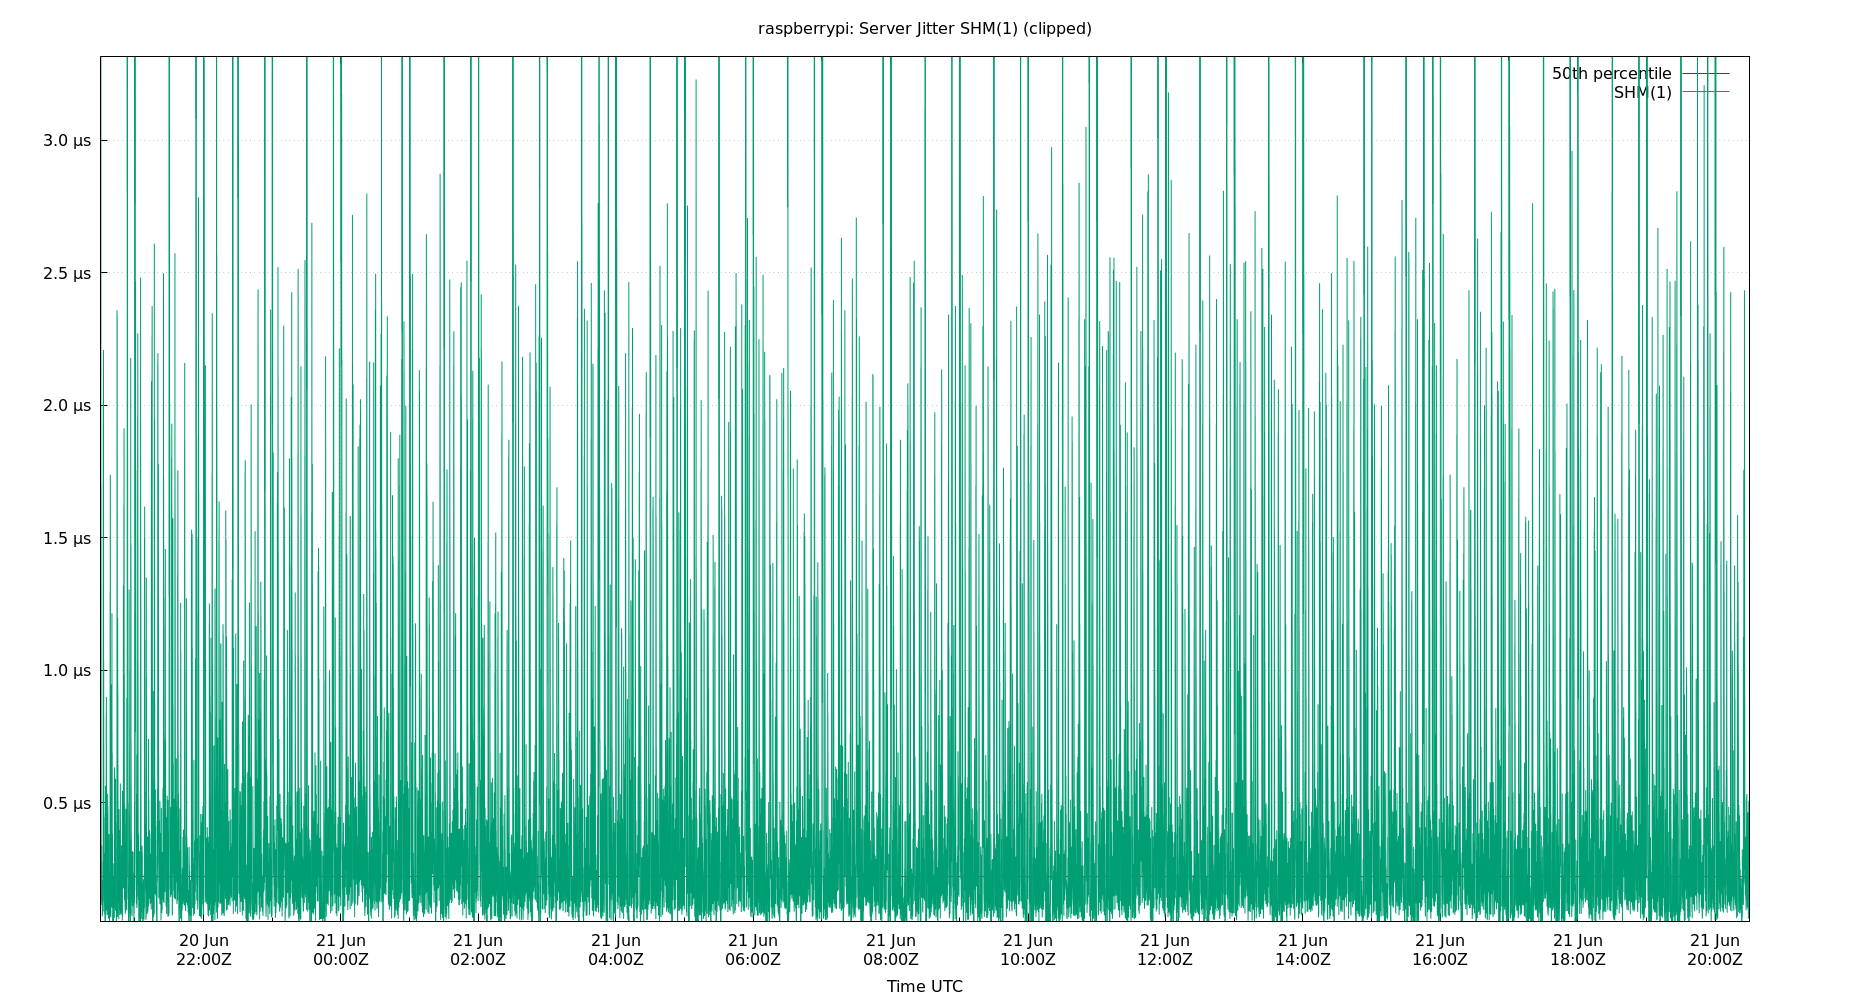 raspberrypi: Server Jitter SHM(1) (clipped)
50th percentile
SHM(1)
3.0 µs
2.5 µs
2.0 µs
1.5 µs
1.0 µs
0.5 µs
20 Jun 21 Jun 21 Jun 21 Jun 21 Jun 21 Jun 21 Jun 21 Jun 21 Jun 21 Jun 21 Jun 21 Jun
22:00Z 00:00Z 02:00Z 04:00Z 06:00Z 08:00Z 10:00Z 12:00Z 14:00Z 16:00Z 18:00Z 20:00Z
Time UTC